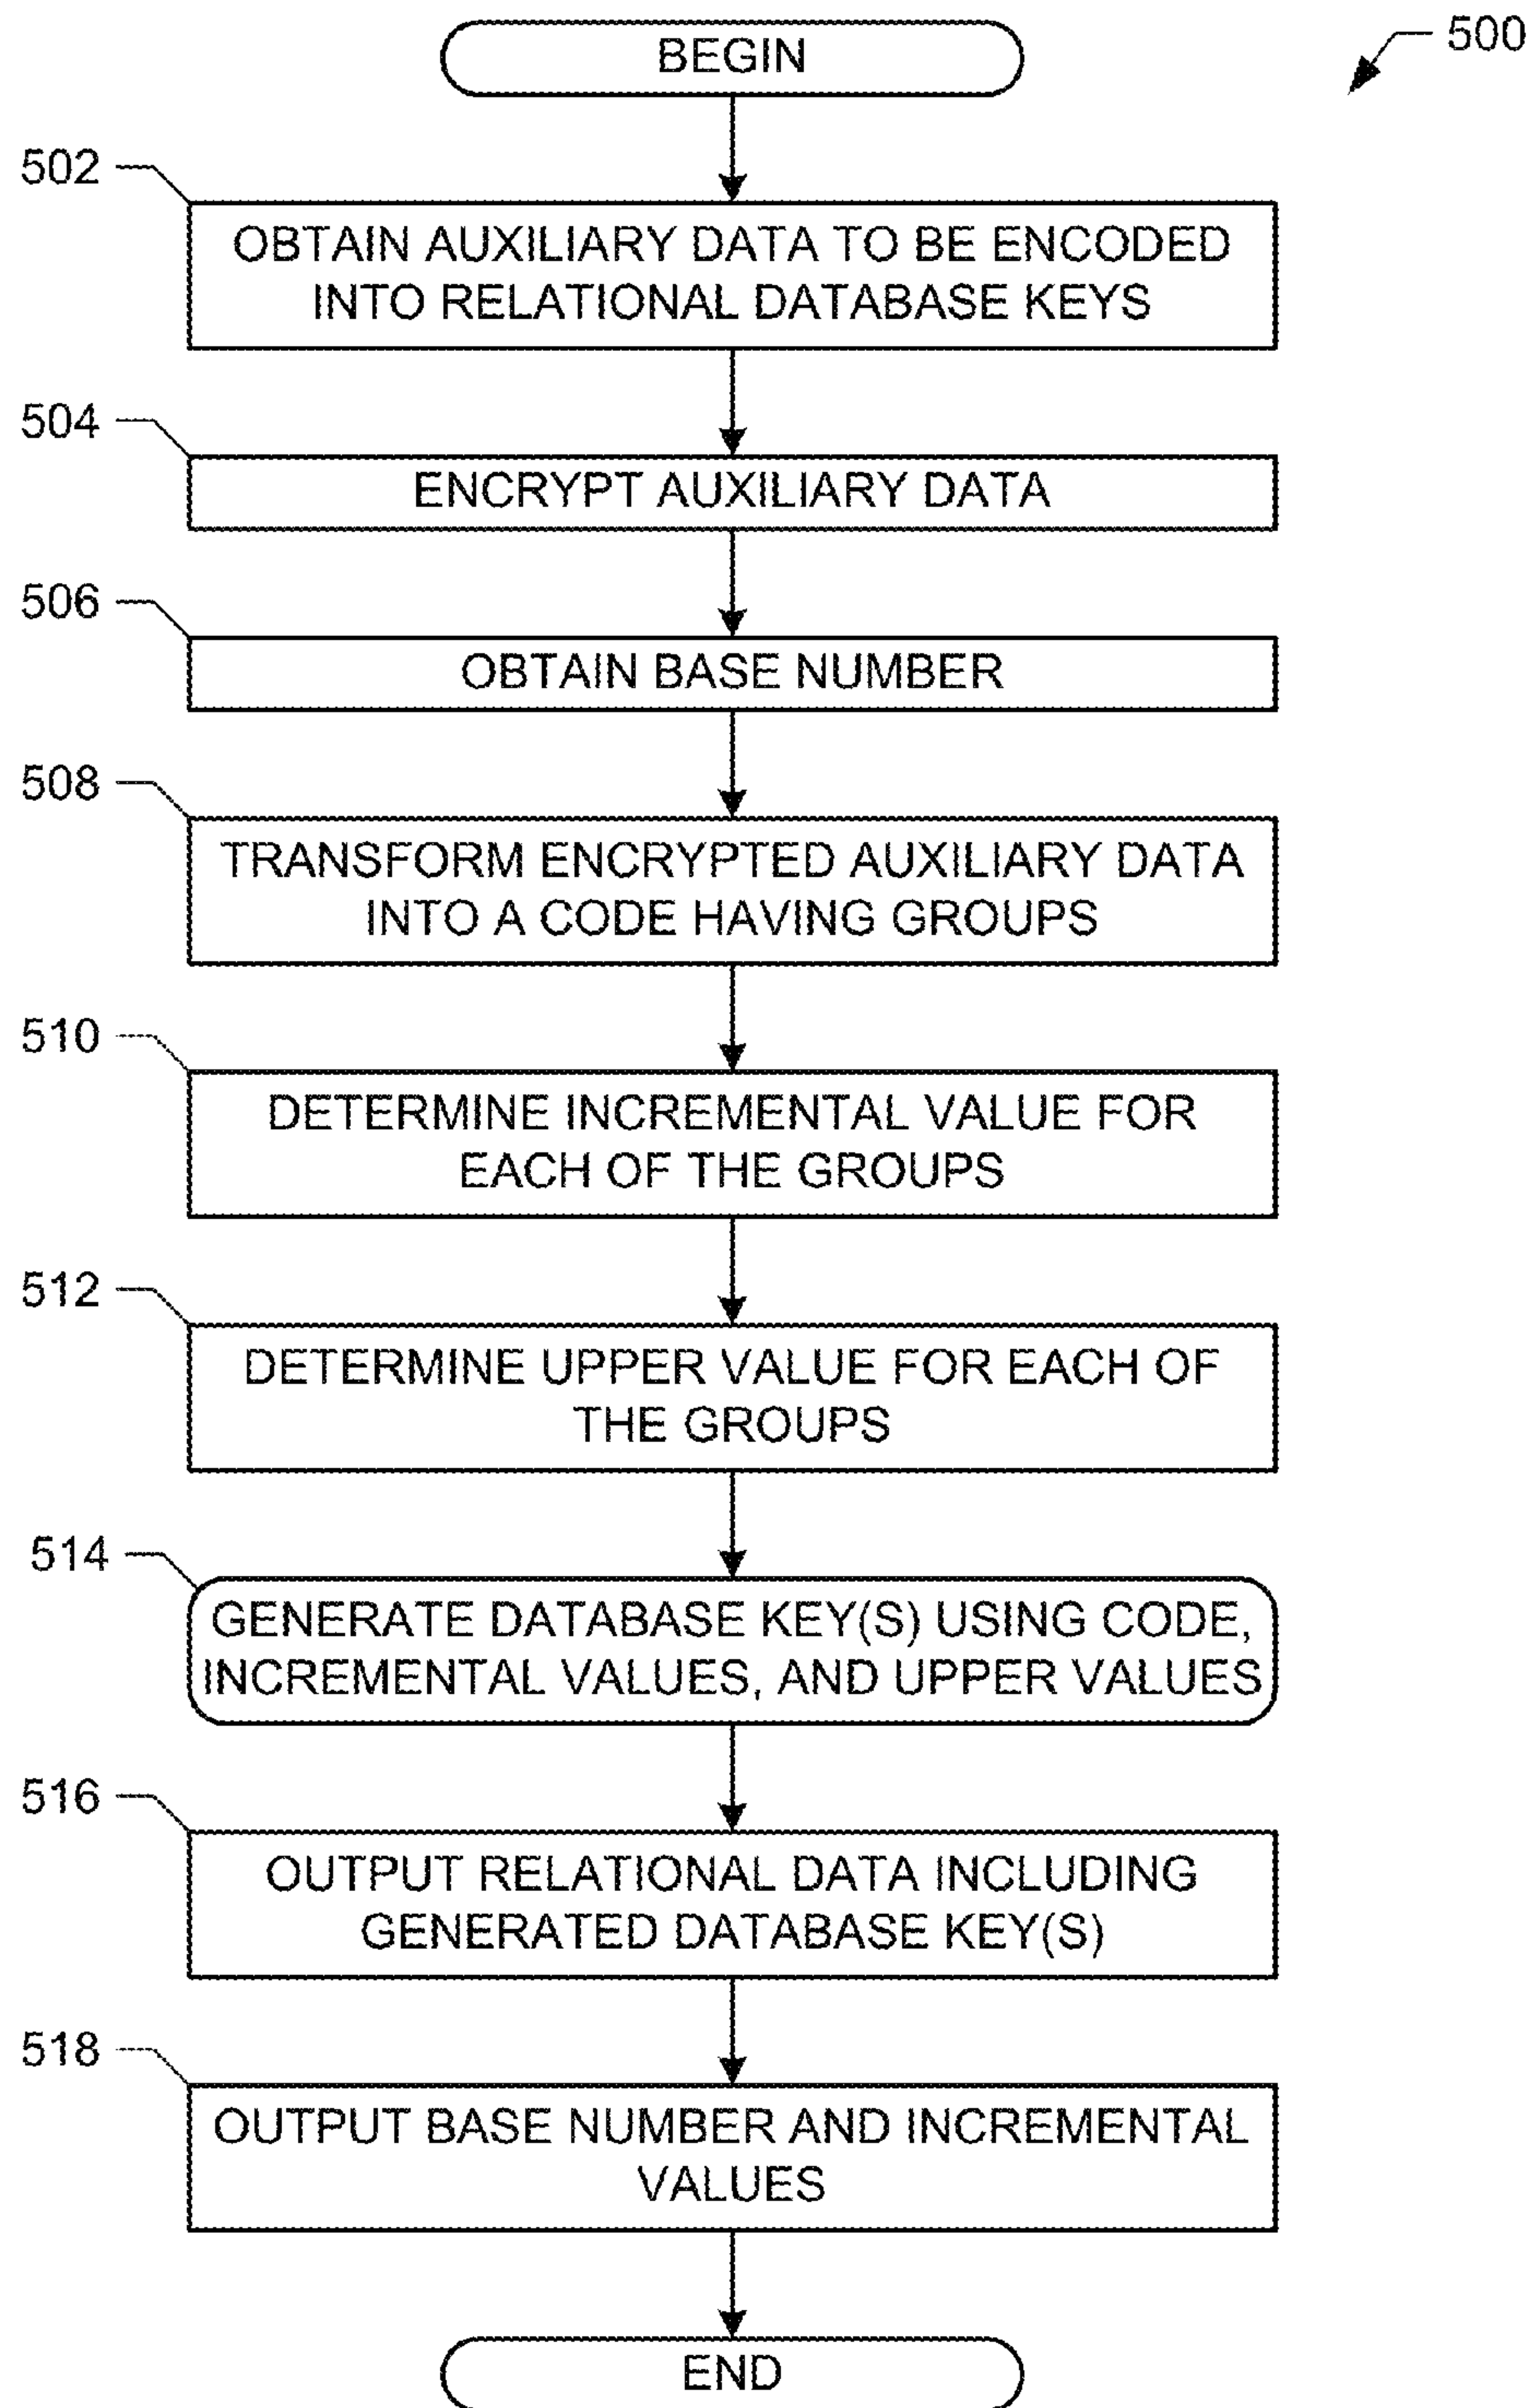 BEGIN
500
502
OBTAIN AUXILIARY DATA TO BE ENCODED
INTO RELATIONAL DATABASE KEYS
504
ENCRYPT AUXILIARY DATA
506
OBTAIN BASE NUMBER
508
TRANSFORM ENCRYPTED AUXILIARY DATA
INTO A CODE HAVING GROUPS
510
DETERMINE INCREMENTAL VALUE FOR
EACH OF THE GROUPS
512
DETERMINE UPPER VALUE FOR EACH OF
THE GROUPS
514
GENERATE DATABASE KEY(S) USING CODE,
INCREMENTAL VALUES, AND UPPER VALUES
516
OUTPUT RELATIONAL DATA INCLUDING
GENERATED DATABASE KEY(S)
518
OUTPUT BASE NUMBER AND INCREMENTAL
VALUES
END